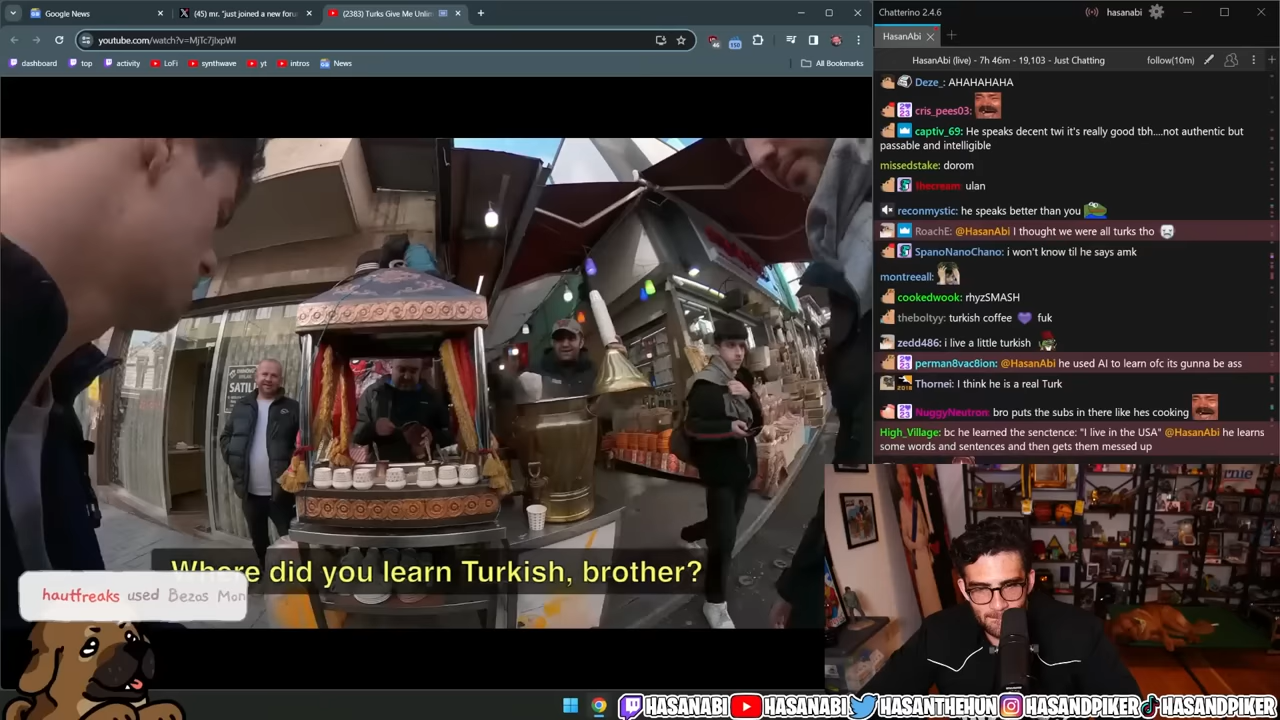 Google News
(45) mr. "just joined a new foru
(2383) Turks Give Me Unlim
youtube.com/watch?v=MjTc7jIxpWI
46
150
dashboard
top
activity
LoFi
synthwave
yt
intros
News
All Bookmarks
SATIL
Where did you learn Turkish, brother?
hautfreaks used Bezos Mon
Chatterino 2.4.6
hasanabi
HasanAbi
HasanAbi (live) - 7h 46m - 19,103 - Just Chatting
follow(10m)
Deze_: AHAHAHAHA
cris_pees03:
captiv_69: He speaks decent twi it's really good tbh....not authentic but
passable and intelligible
missedstake: dorom
lhecream: ulan
reconmystic: he speaks better than you
RoachE: @HasanAbi I thought we were all turks tho
SpanoNanoChano: i won't know til he says amk
montreeall:
cookedwook: rhyzSMASH
theboltyy: turkish coffee fuk
zedd486: i live a little turkish
perman8vac8ion: @HasanAbi he used AI to learn ofc its gunna be ass
Thornei: I think he is a real Turk
NuggyNeutron: bro puts the subs in there like hes cooking
High_Village: bc he learned the senctence: "I live in the USA" @HasanAbi he learns
some words and sentences and then gets them messed up
HASANABI
HASANABI
HASANTHEHUN
HASANDPIKER
HASANDPIKER